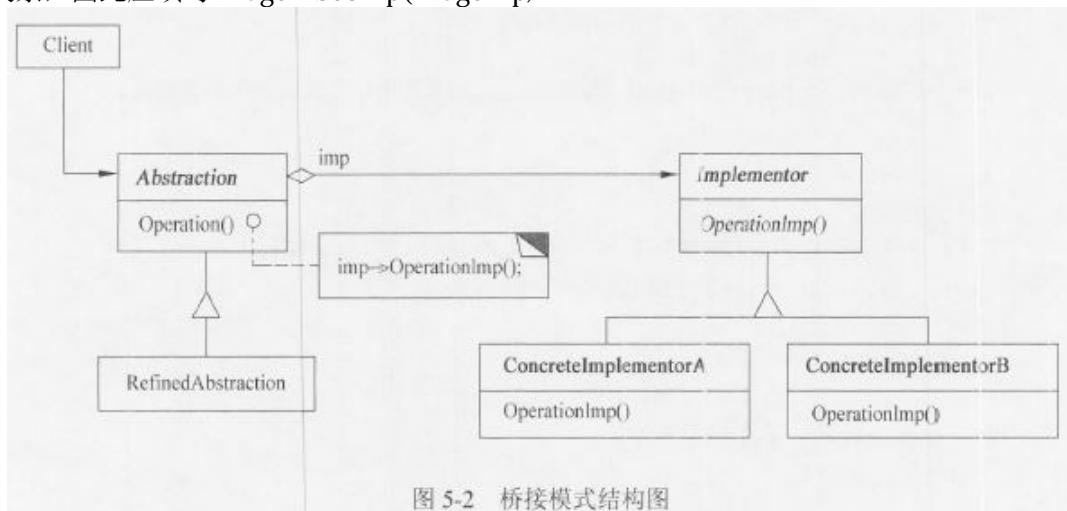 Client
imp
Abstraction
Implementor
Operation()
OperationImp()
imp->OperationImp();
RefinedAbstraction
ConcreteImplementorA
ConcreteImplementorB
OperationImp()
OperationImp()
图 5-2 桥接模式结构图